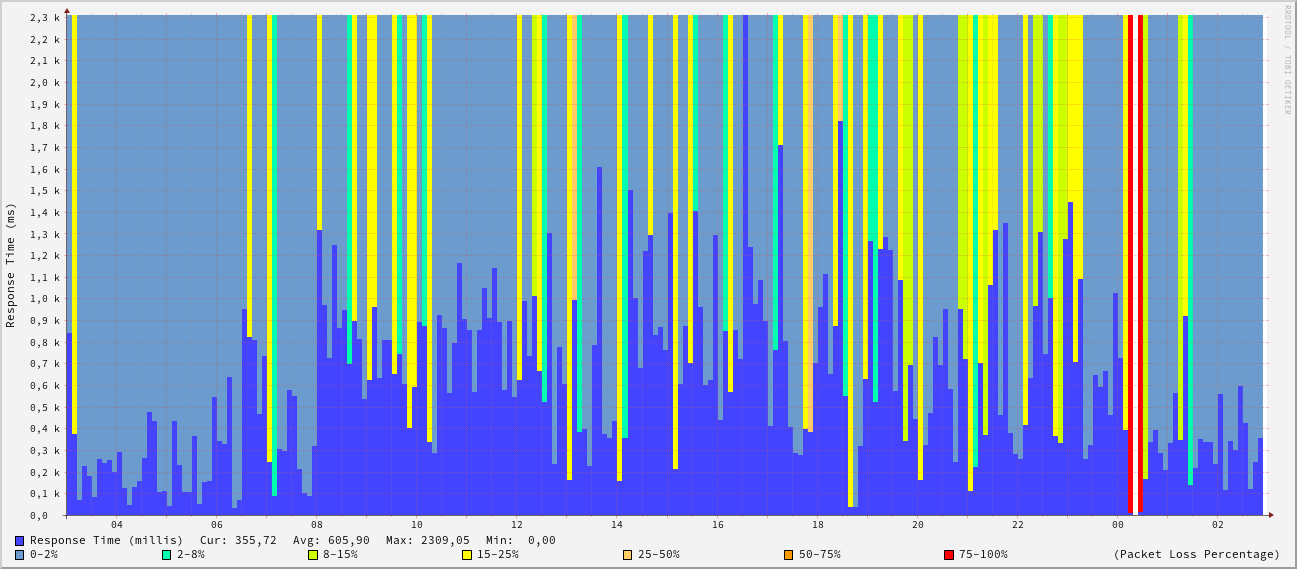 RRDTOOL / TOBI OETIKER
Response Time (ms)
2,3 k
2,2 k
2,1 k
2,0 k
1,9 k
1,8 k
1,7 k
1,6 k
1,5 k
1,4 k
1,3 k
1,2 k
1,1 k
1,0 k
0,9 k
0,8 k
0,7 k
0,6 k
0,5 k
0,4 k
0,3 k
0,2 k
0,1 k
0,0
04 06 08 10 12 14 16 18 20 22 00 02
Response Time (millis) Cur: 355,72 Avg: 605,90 Max: 2309,05 Min: 0,00
0-2% 2-8% 8-15% 15-25% 25-50% 50-75% 75-100% (Packet Loss Percentage)